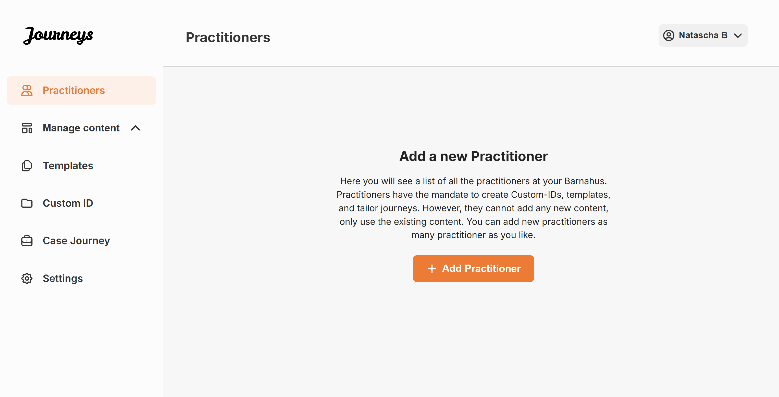 Journeys
Practitioners
Natascha B
Practitioners
Manage content
Templates
Custom ID
Case Journey
Settings
Add a new Practitioner
Here you will see a list of all the practitioners at your Barnahus.
Practitioners have the mandate to create Custom-IDs, templates,
and tailor journeys. However, they cannot add any new content,
only use the existing content. You can add new practitioners as
many practitioner as you like.
+ Add Practitioner